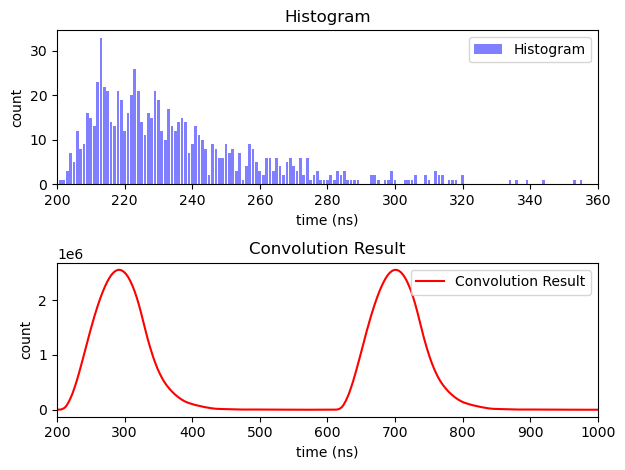 Histogram
30
20
10
0
count
Histogram
200 220 240 260 280 300 320 340 360
time (ns)
Convolution Result
1e6
2
1
0
count
Convolution Result
200 300 400 500 600 700 800 900 1000
time (ns)